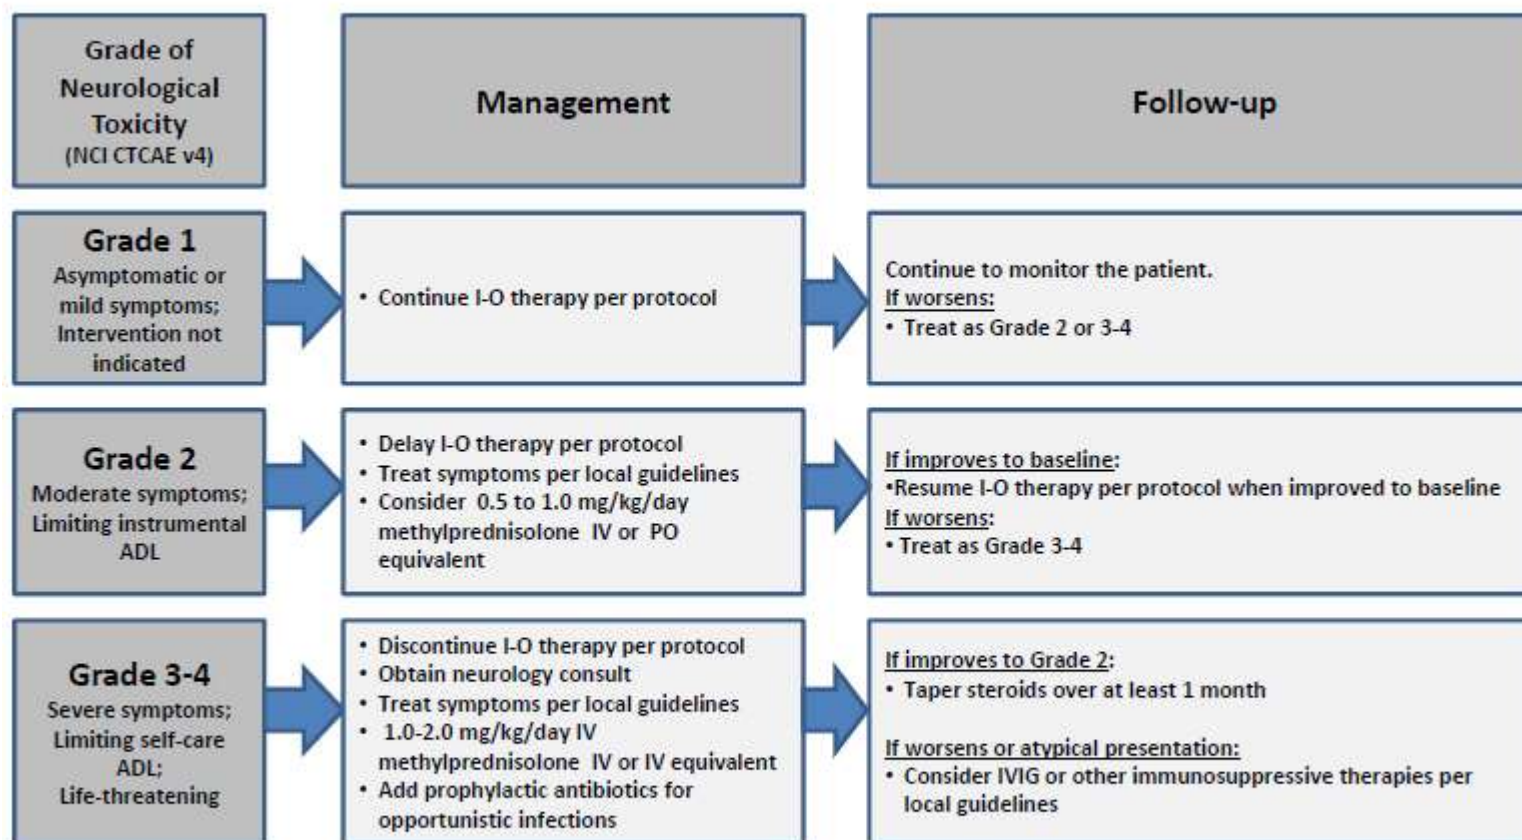 Grade of
Neurological
Toxicity
(NCI CTCAE v4)
Management
Follow-up
Grade 1
Asymptomatic or
mild symptoms;
Intervention not
indicated
• Continue I-O therapy per protocol
Continue to monitor the patient.
If worsens:
• Treat as Grade 2 or 3-4
Grade 2
Moderate symptoms;
Limiting instrumental
ADL
• Delay I-O therapy per protocol
• Treat symptoms per local guidelines
• Consider 0.5 to 1.0 mg/kg/day
methylprednisolone IV or PO
equivalent
If improves to baseline:
•Resume I-O therapy per protocol when improved to baseline
If worsens:
• Treat as Grade 3-4
Grade 3-4
Severe symptoms;
Limiting self-care
ADL;
Life-threatening
• Discontinue I-O therapy per protocol
• Obtain neurology consult
• Treat symptoms per local guidelines
• 1.0-2.0 mg/kg/day IV
methylprednisolone IV or IV equivalent
• Add prophylactic antibiotics for
opportunistic infections
If improves to Grade 2:
• Taper steroids over at least 1 month
If worsens or atypical presentation:
• Consider IVIG or other immunosuppressive therapies per
local guidelines